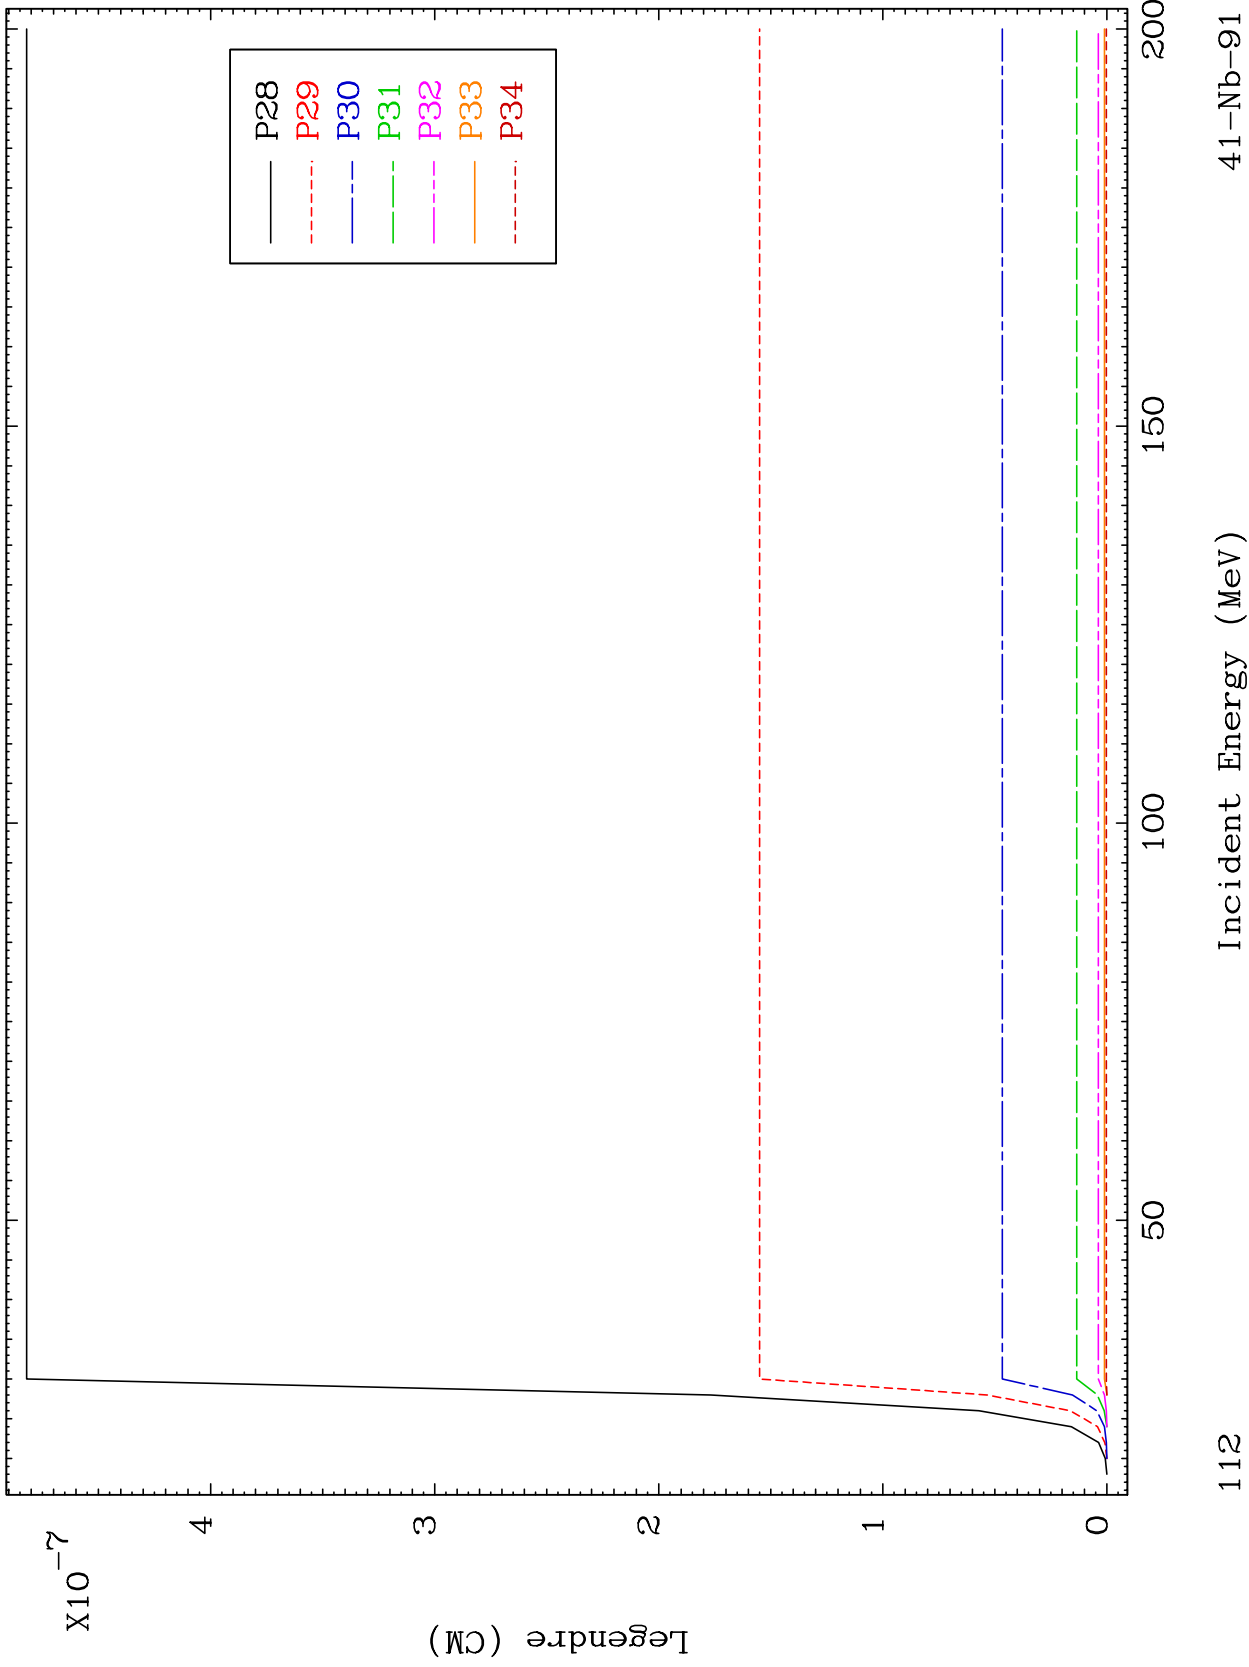 X10-7
4
3
2
1
0
Legendre (CM)
P28
P29
P30
P31
P32
P33
P34
50
100
150
200
Incident Energy (MeV)
112
41-Nb-91